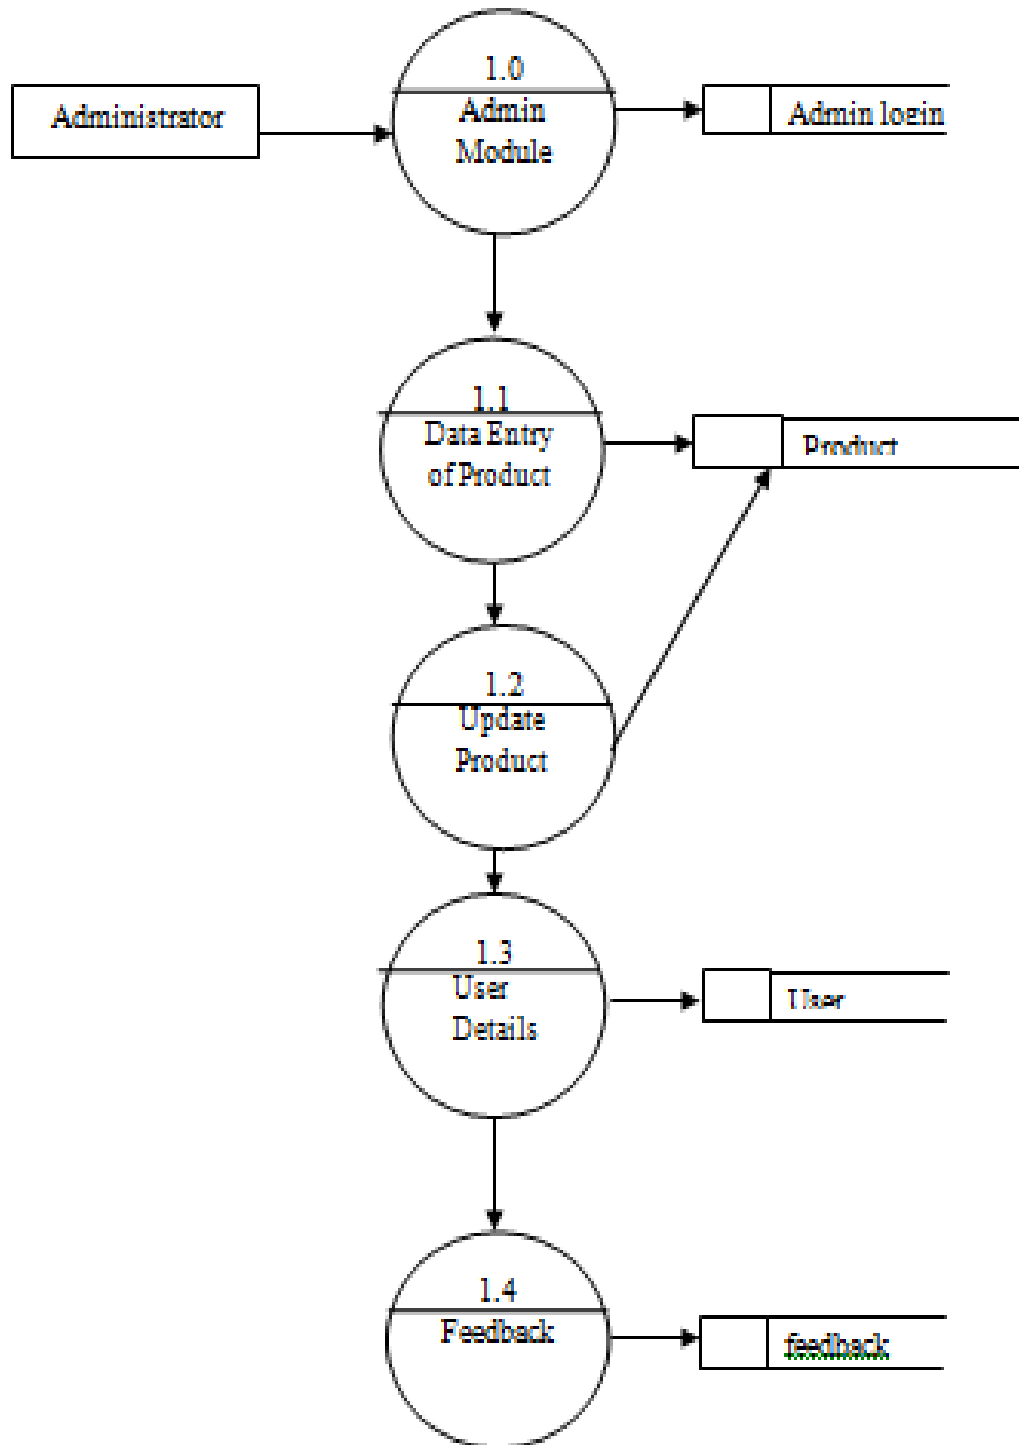 Administrator
1.0
Admin
Module
Admin login
1.1
Data Entry
of Product
Product
1.2
Update
Product
1.3
User
Details
User
1.4
Feedback
feedback